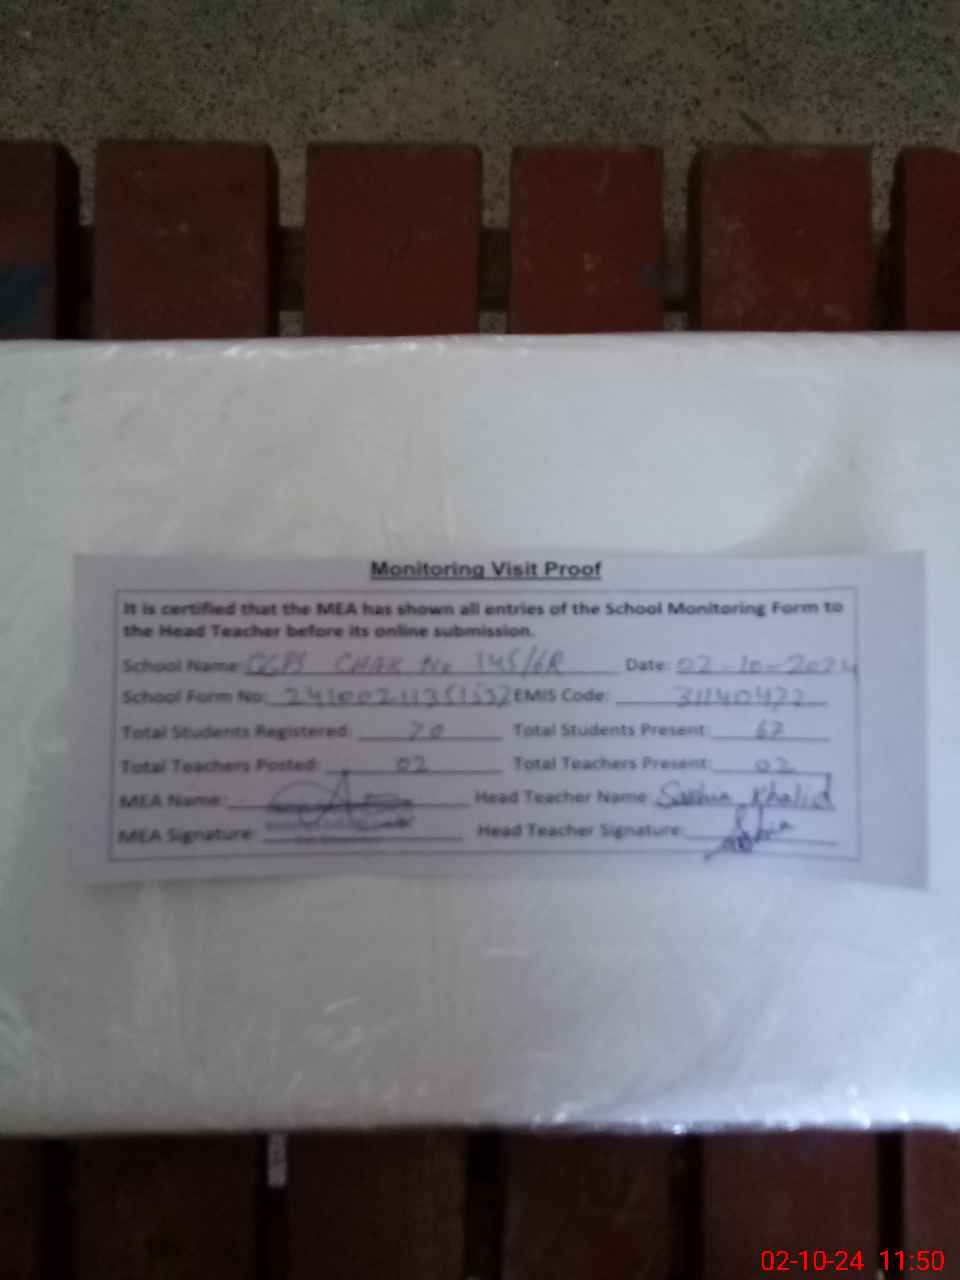 Monitoring Visit Proof
It is certified that the MEA has shown all entries of the School Monitoring Form to
the Head Teacher before its online submission.
School Name: GGPS CHAK No 145/6R Date: 02-10-2024
School Form No: EMIS Code: 31140472
Total Students Registered: 70 Total Students Present: 67
Total Teachers Posted: 02 Total Teachers Present: 02
MEA Name: Head Teacher Name: Khalid
MEA Signature: Head Teacher Signature:
02-10-24 11:50